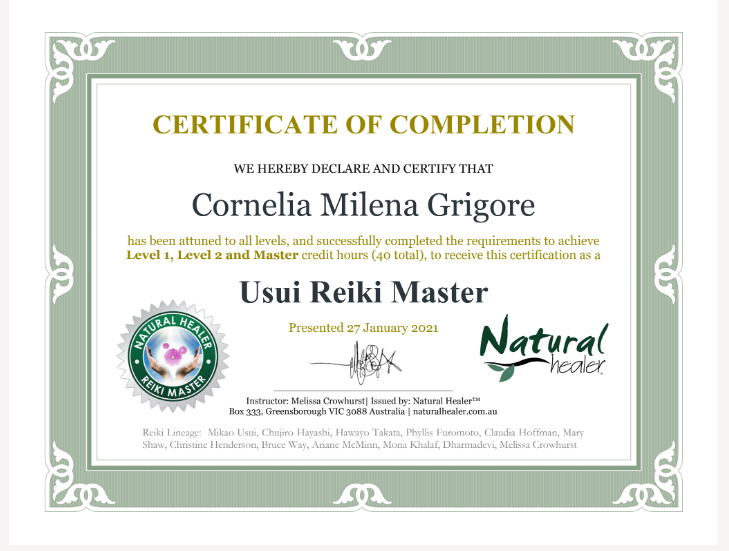 CERTIFICATE OF COMPLETION
WE HEREBY DECLARE AND CERTIFY THAT
Cornelia Milena Grigore
has been attuned to all levels, and successfully completed the requirements to achieve
Level 1, Level 2 and Master credit hours (40 total), to receive this certification as a
Usui Reiki Master
NATURAL HEALER
REIKI MASTER
Presented 27 January 2021
Natural
healer
Instructor: Melissa Crowhurst| Issued by: Natural Healer™
Box 333, Greensborough VIC 3088 Australia | naturalhealer.com.au
Reiki Lineage: Mikao Usui, Chujiro Hayashi, Hawayo Takata, Phyllis Furomoto, Claudia Hoffman, Mary
Shaw, Christine Henderson, Bruce Way, Ariane McMinn, Mona Khalaf, Dharmadevi, Melissa Crowhurst